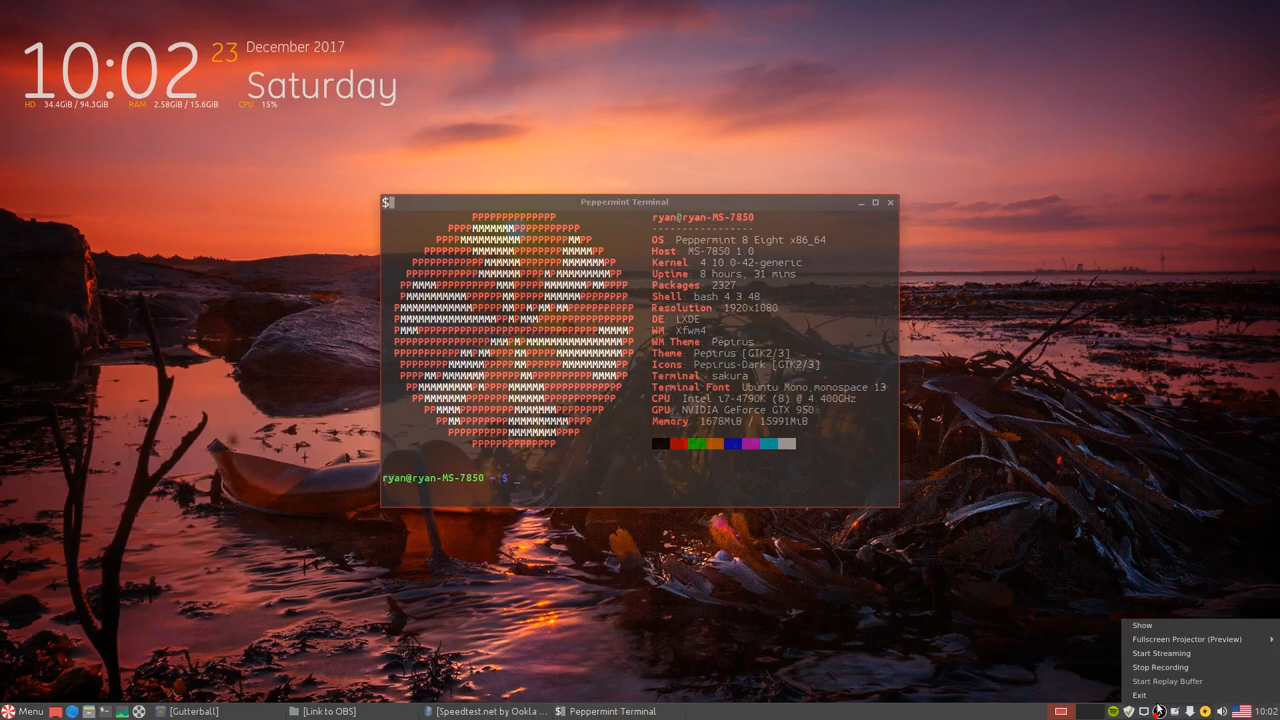 10:02 23 December 2017
Saturday
HD 34.4GiB / 94.3GiB RAM 2.58GiB / 15.6GiB CPU 15%
$ Peppermint Terminal
ryan@ryan-MS-7850
-----------------
OS Peppermint 8 Eight x86_64
Host MS-7850 1.0
Kernel 4.10 0-42-generic
Uptime 8 hours, 31 mins
Packages 2327
Shell bash 4 3 48
Resolution 1920x1080
DE LXDE
WM Xfwm4
WM Theme Pepirus
Theme Pepirus [GTK2/3]
Icons Pepirus-Dark [GTK2/3]
Terminal sakura
Terminal Font Ubuntu Mono,monospace 13
CPU Intel i7-4790K (8) @ 4 400GHz
GPU NVIDIA GeForce GTX 950
Memory 1678MiB / 15991MiB
ryan@ryan-MS-7850 ~ $ _
Show
Fullscreen Projector (Preview)
Start Streaming
Stop Recording
Start Replay Buffer
Exit
Menu [Gutterball] [Link to OBS] [Speedtest.net by Ookla ... Peppermint Terminal 10:02